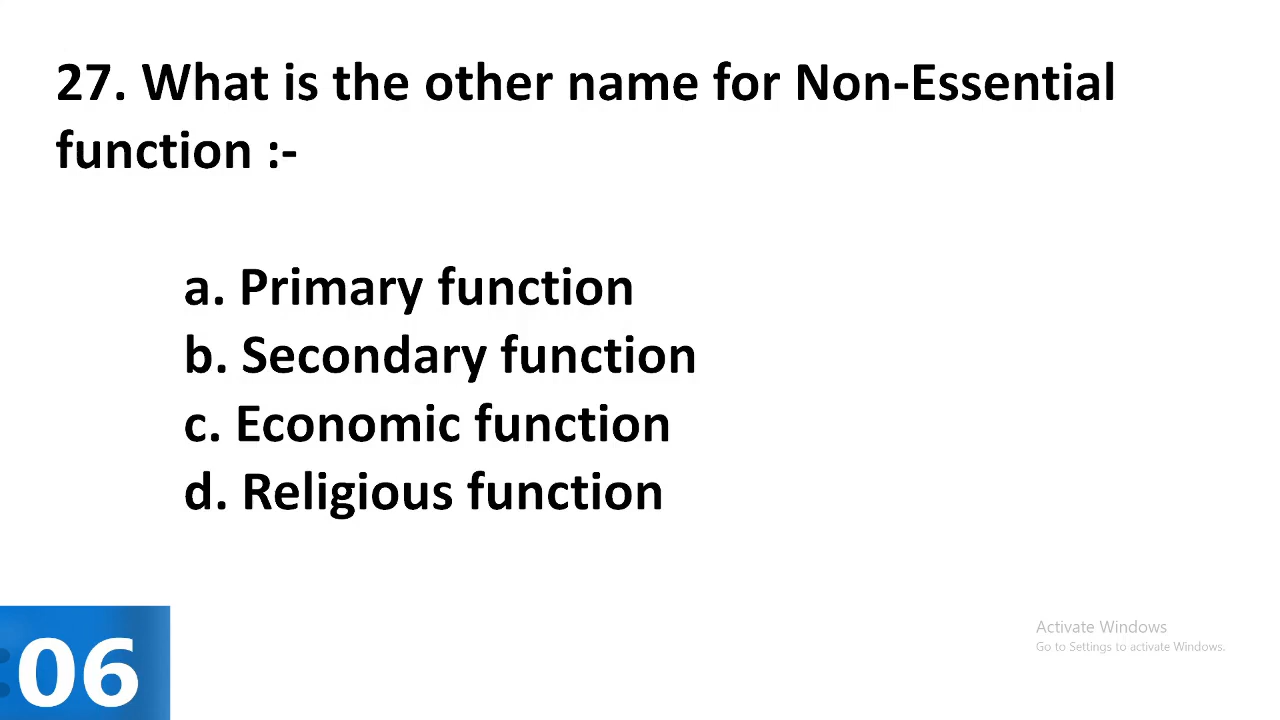 27. What is the other name for Non-Essential
function :-
a. Primary function
b. Secondary function
c. Economic function
d. Religious function
06
Activate Windows
Go to Settings to activate Windows.